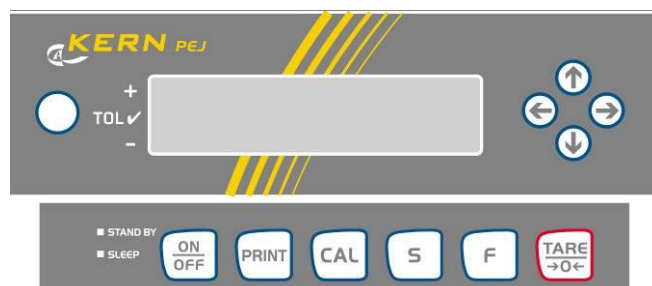 KERN PEJ
+
TOL ✓
-
STAND BY
SLEEP
ON
OFF
PRINT
CAL
S
F
TARE
→0←